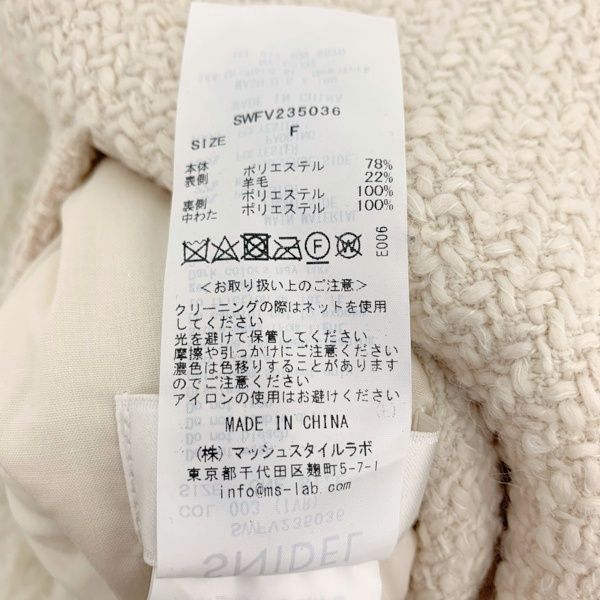 SWFV235036
SIZE F
本体 ポリエステル 78%
表側 羊毛 22%
ポリエステル 100%
裏側
中わた ポリエステル 100%
E006
F
＜お取り扱い上のご注意＞
クリーニングの際はネットを使用
してください
光を避けて保管してください
摩擦や引っかけにご注意ください
濃色は色移りすることがあります
のでご注意ください
アイロンの使用はお避けください
MADE IN CHINA
(株) マッシュスタイルラボ
東京都千代田区麹町5-7-1
info@ms-lab.com
COL 003 (IVR)
SWFV235036
SNIDEL